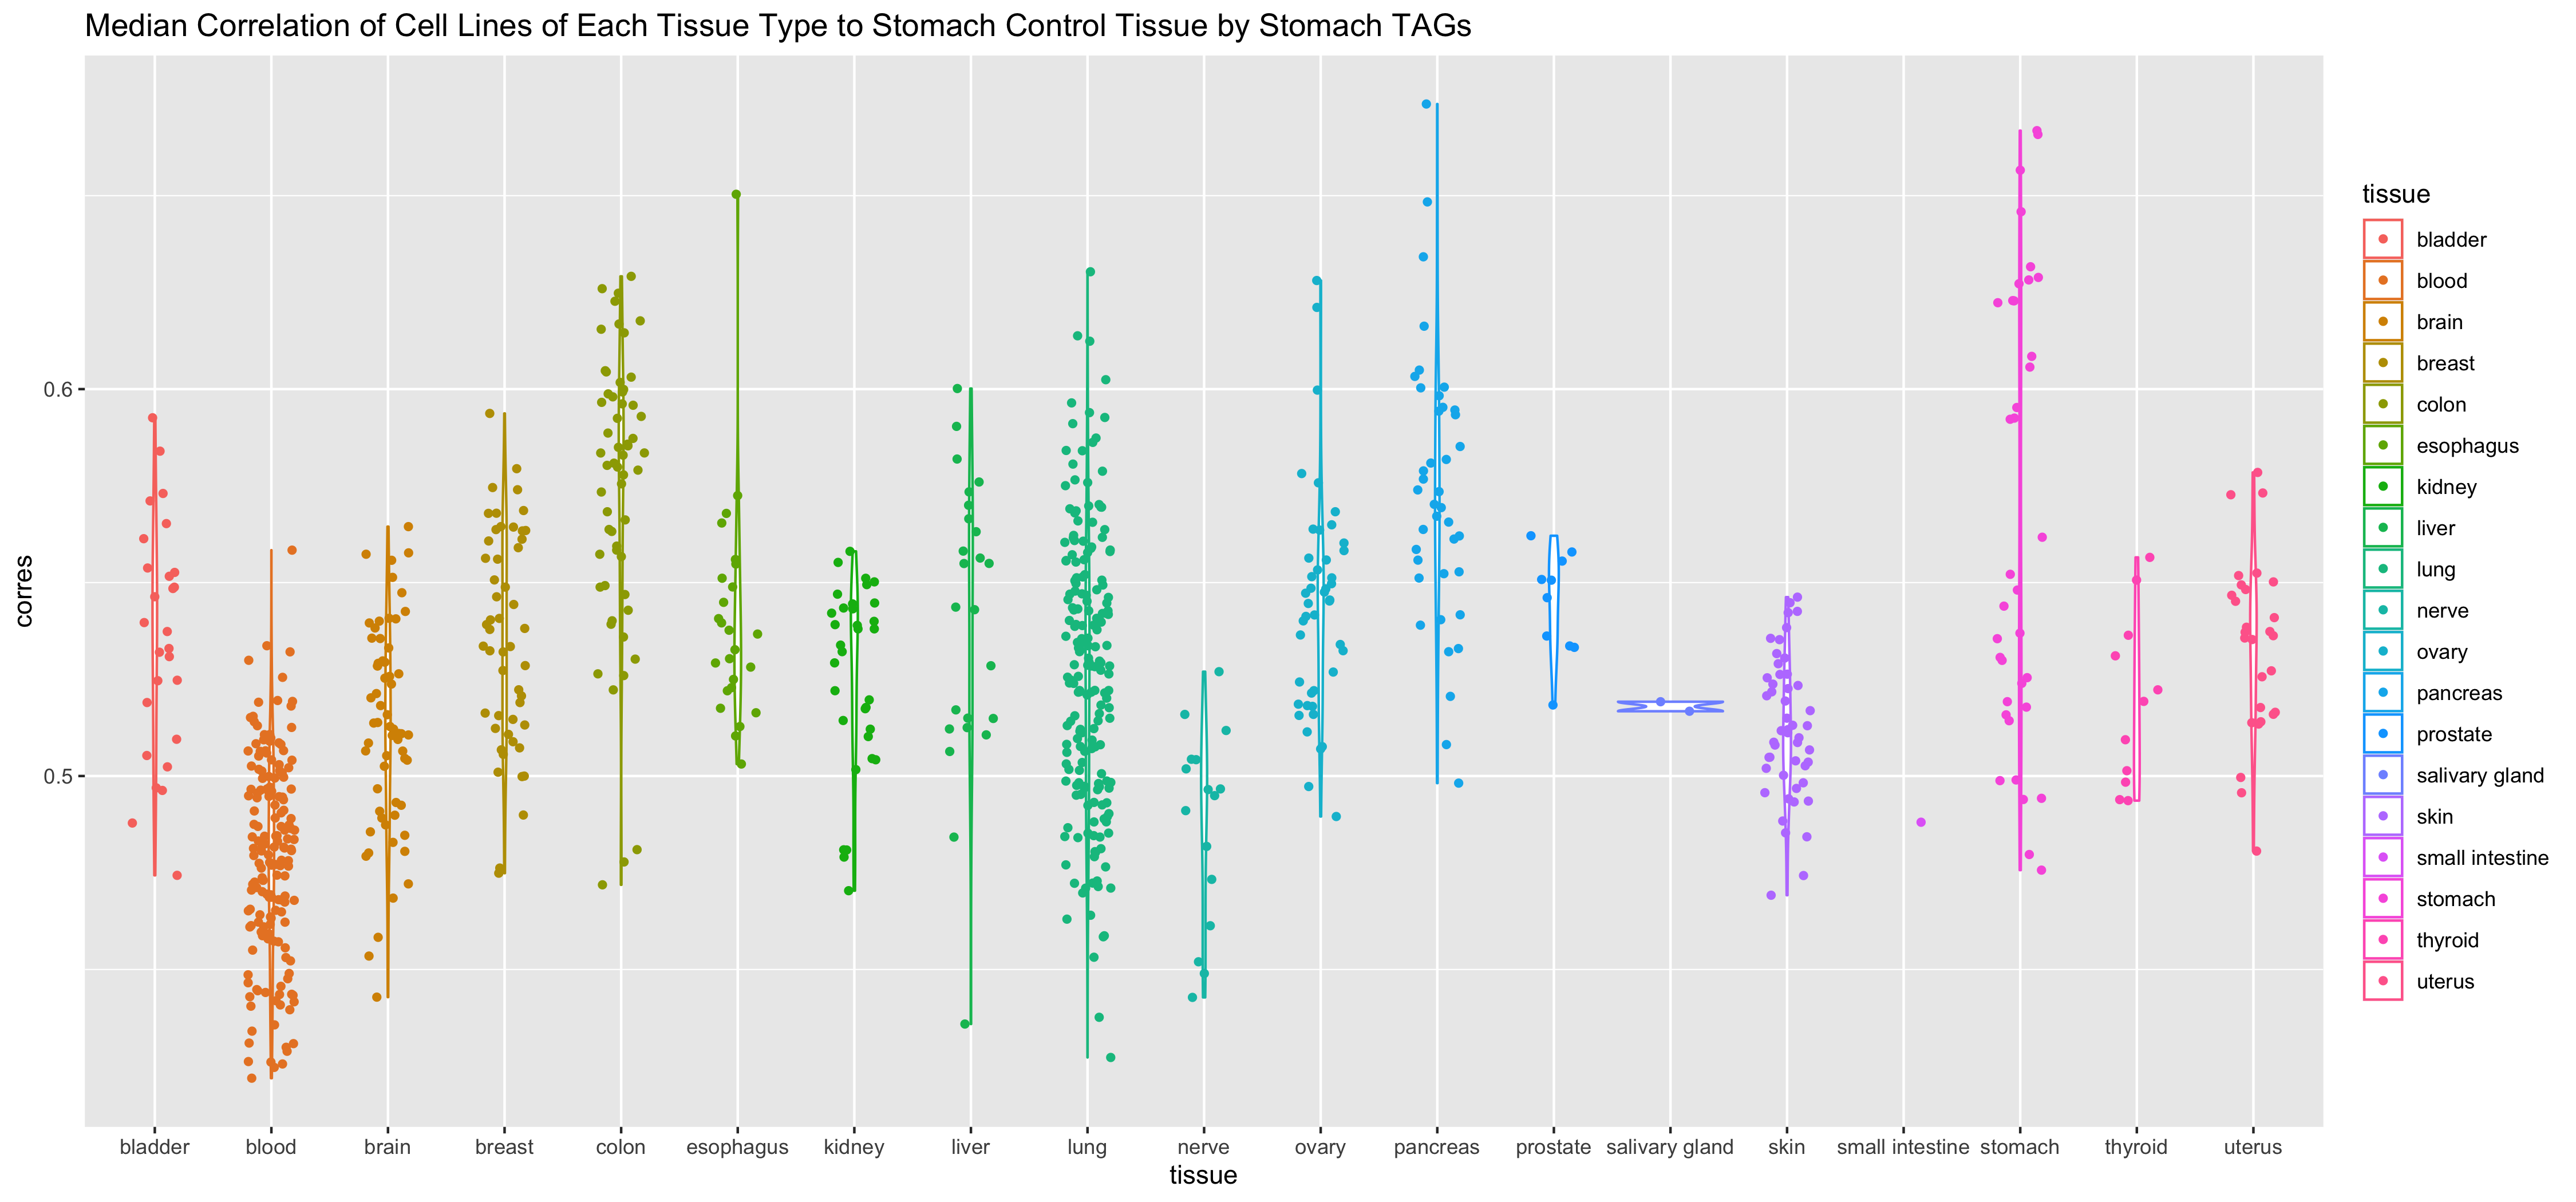 Median Correlation of Cell Lines of Each Tissue Type to Stomach Control Tissue by Stomach TAGs
corres
0.6
0.5
bladder blood brain breast colon esophagus kidney liver lung nerve ovary pancreas prostate salivary gland skin small intestine stomach thyroid uterus
tissue
tissue
bladder
blood
brain
breast
colon
esophagus
kidney
liver
lung
nerve
ovary
pancreas
prostate
salivary gland
skin
small intestine
stomach
thyroid
uterus